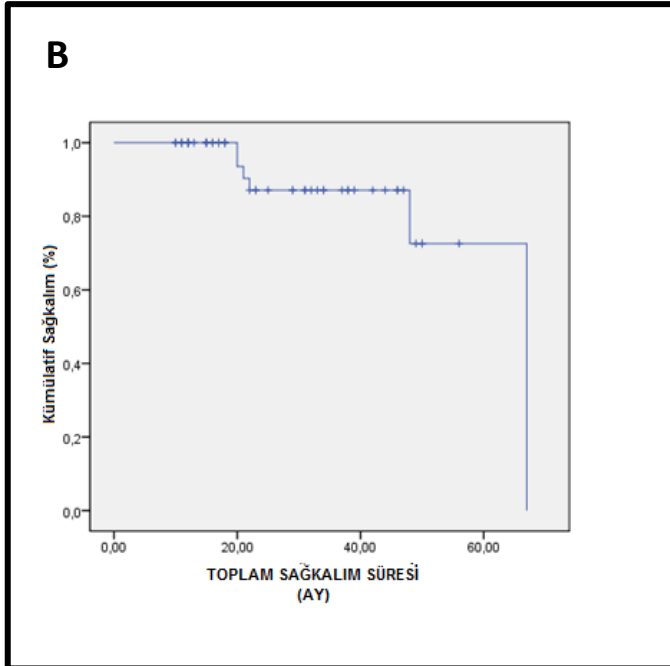 B
1,0
0,8
0,6
0,4
0,2
0,0
Kümülatif Sağkalım (%)
0,00 20,00 40,00 60,00
TOPLAM SAĞKALIM SÜRESİ
(AY)